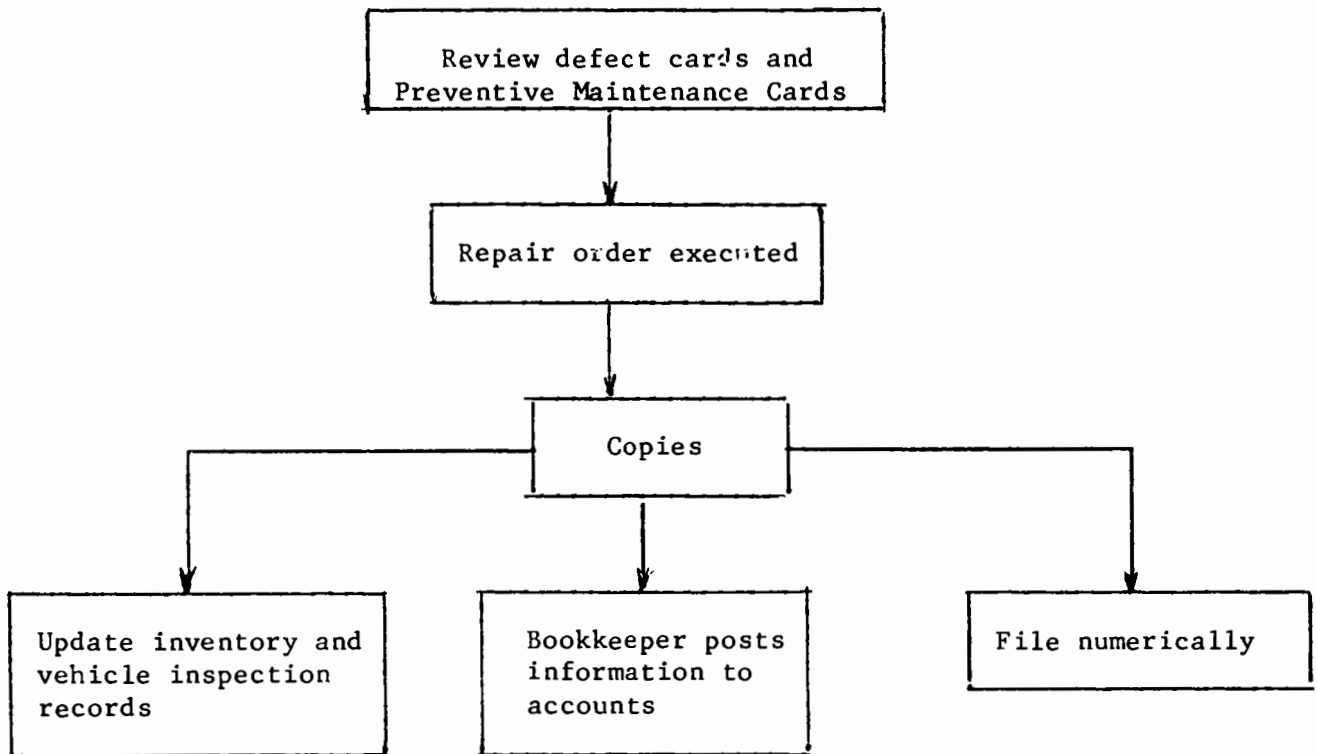 Review defect cards and
Preventive Maintenance Cards
Repair order executed
Copies
Update inventory and
vehicle inspection
records
Bookkeeper posts
information to
accounts
File numerically